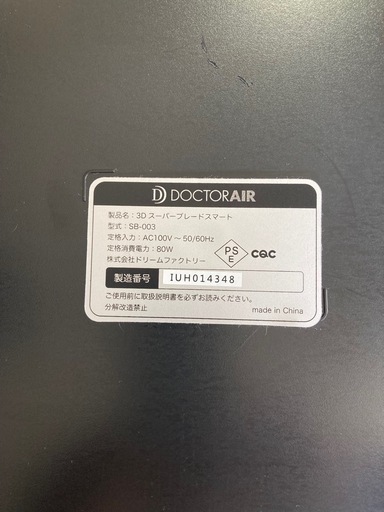 DOCTORAIR
製品名：3D スーパーブレードスマート
型式：SB-003
定格入力：AC100V～50/60Hz
定格消費電力：80W
株式会社ドリームファクトリー
PS
E
CQC
製造番号 IUH014348
ご使用前に取扱説明書を必ずお読みください。
分解改造禁止
made in China